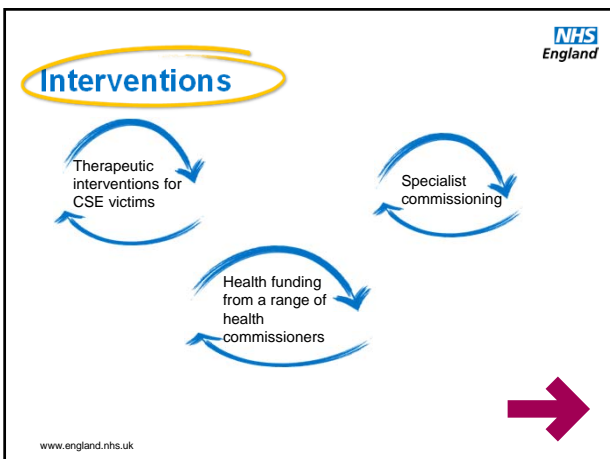 NHS
England
Interventions
Therapeutic
interventions for
CSE victims
Specialist
commissioning
Health funding
from a range of
health
commissioners
www.england.nhs.uk